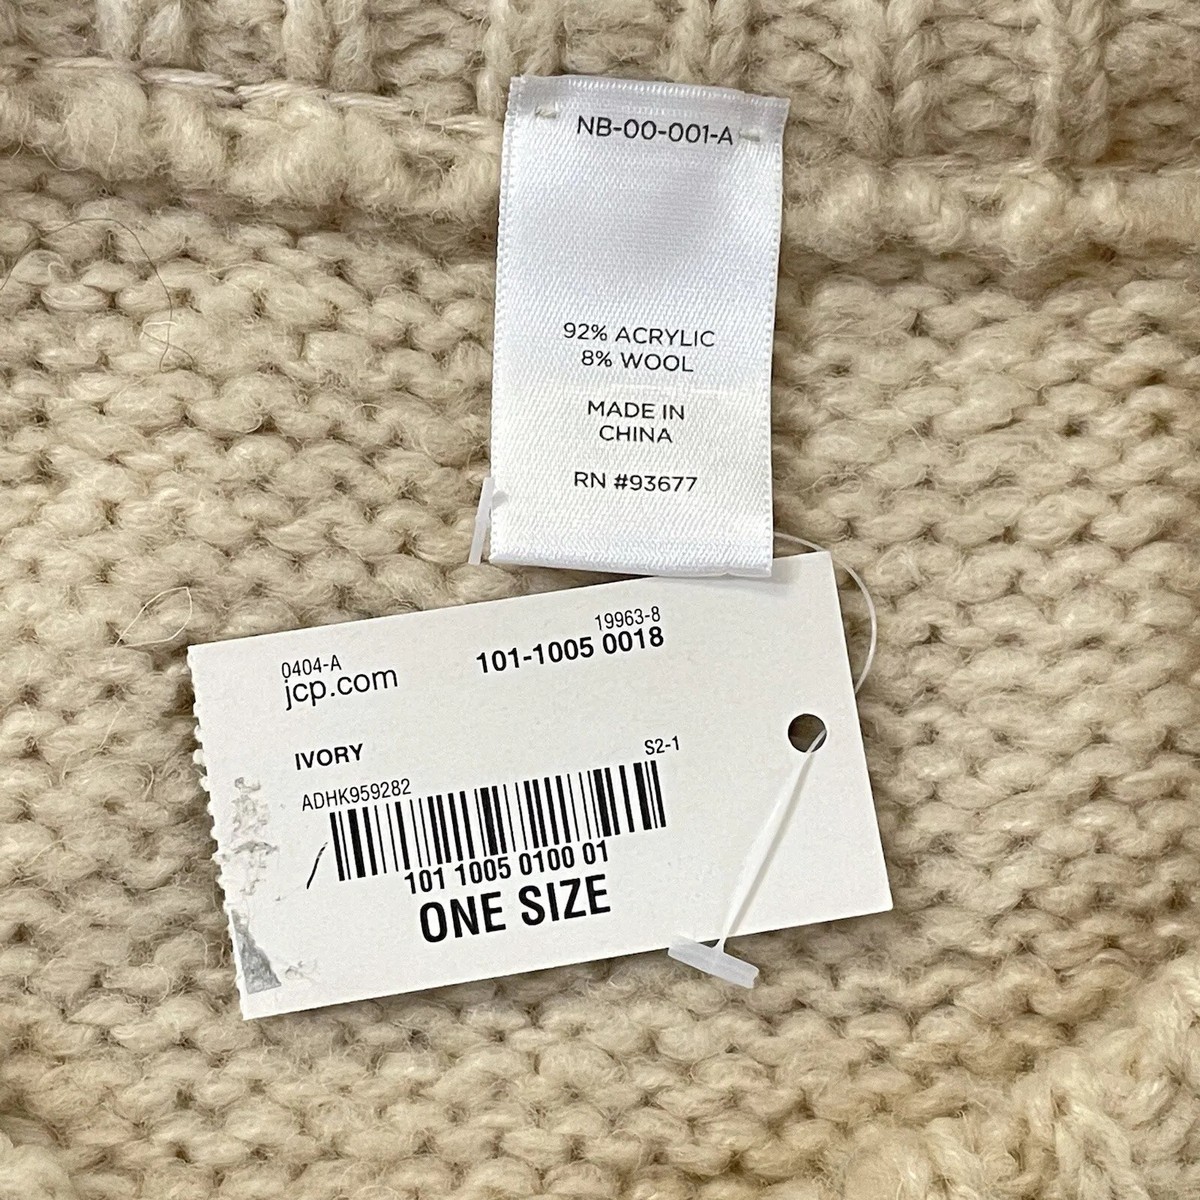 NB-00-001-A
92% ACRYLIC
8% WOOL
MADE IN
CHINA
RN #93677
19963-8
0404-A
101-1005 0018
jcp.com
IVORY
S2-1
ADHK959282
101 1005 0100 01
ONE SIZE